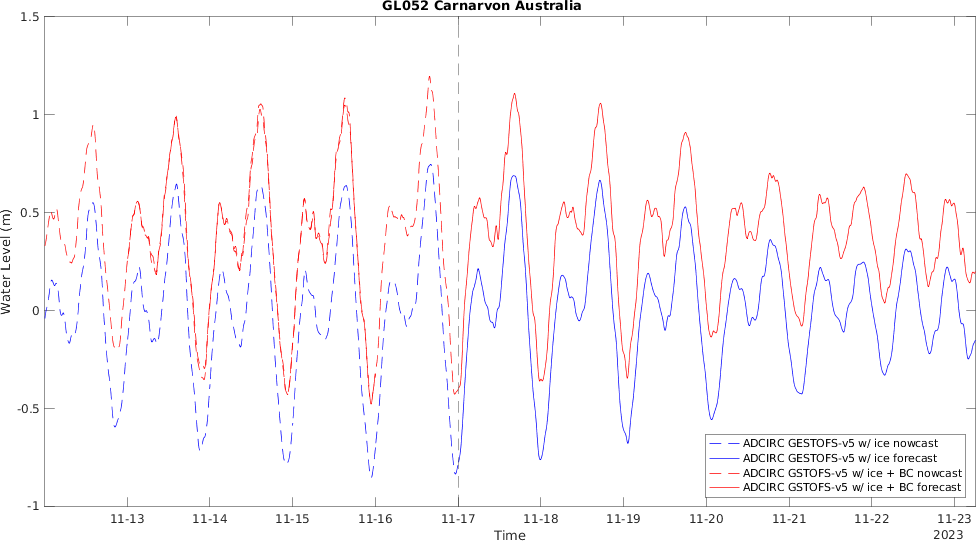 GL052 Carnarvon Australia
1.5
1
0.5
0
-0.5
-1
Water Level (m)
11-13 11-14 11-15 11-16 11-17 11-18 11-19 11-20 11-21 11-22 11-23
Time
2023
ADCIRC GESTOFS-v5 w/ ice nowcast
ADCIRC GESTOFS-v5 w/ ice forecast
ADCIRC GSTOFS-v5 w/ ice + BC nowcast
ADCIRC GSTOFS-v5 w/ ice + BC forecast